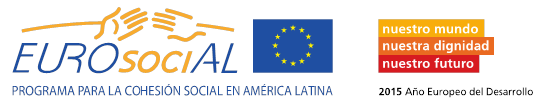 EUROsociAL
PROGRAMA PARA LA COHESIÓN SOCIAL EN AMÉRICA LATINA
nuestro mundo
nuestra dignidad
nuestro futuro
2015 Año Europeo del Desarrollo